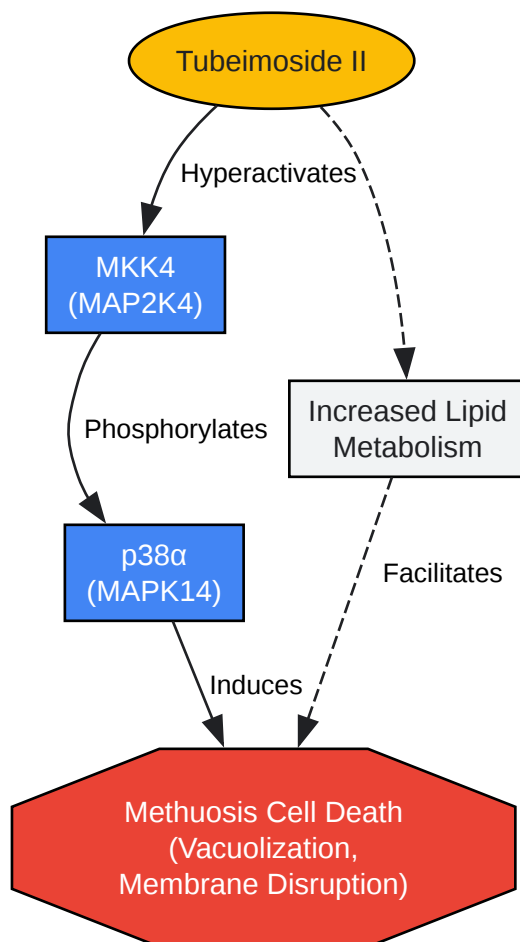 Tubeimoside II
Hyperactivates
MKK4
(MAP2K4)
Increased Lipid
Metabolism
Phosphorylates
p38α
(MAPK14)
Facilitates
Induces
Methuosis Cell Death
(Vacuolization,
Membrane Disruption)